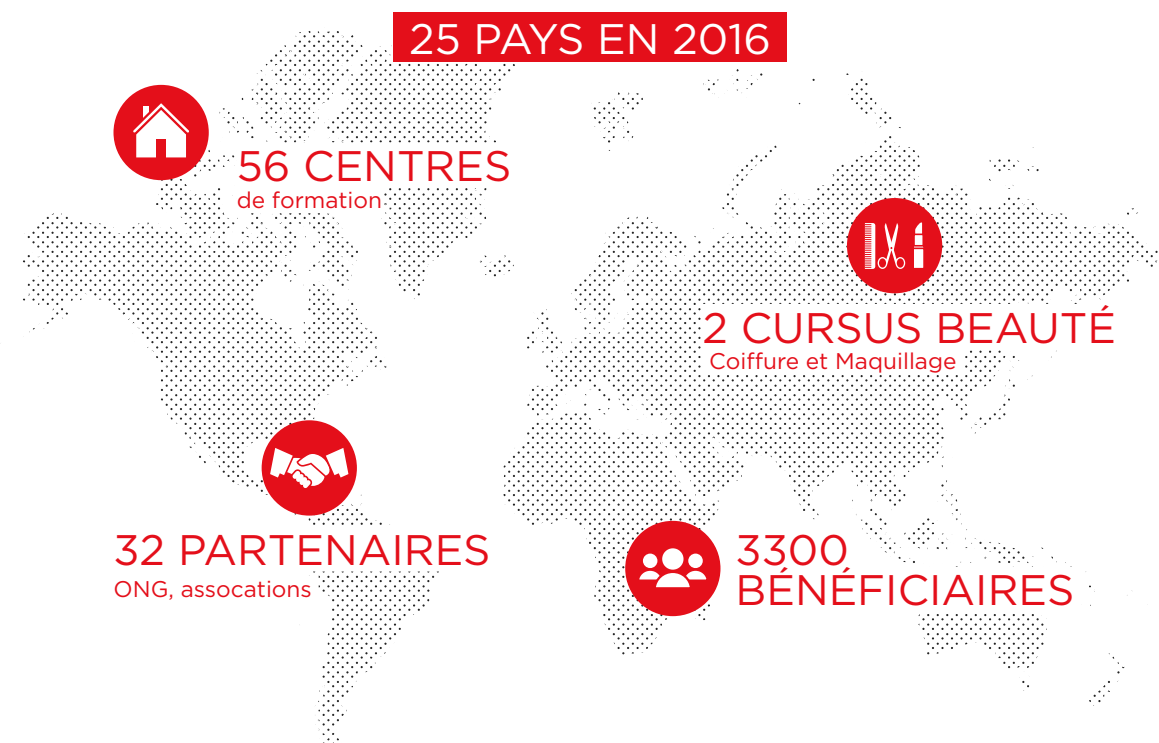 25 PAYS EN 2016
56 CENTRES
de formation
2 CURSUS BEAUTÉ
Coiffure et Maquillage
32 PARTENAIRES
ONG, assocations
3300
BÉNÉFICIAIRES